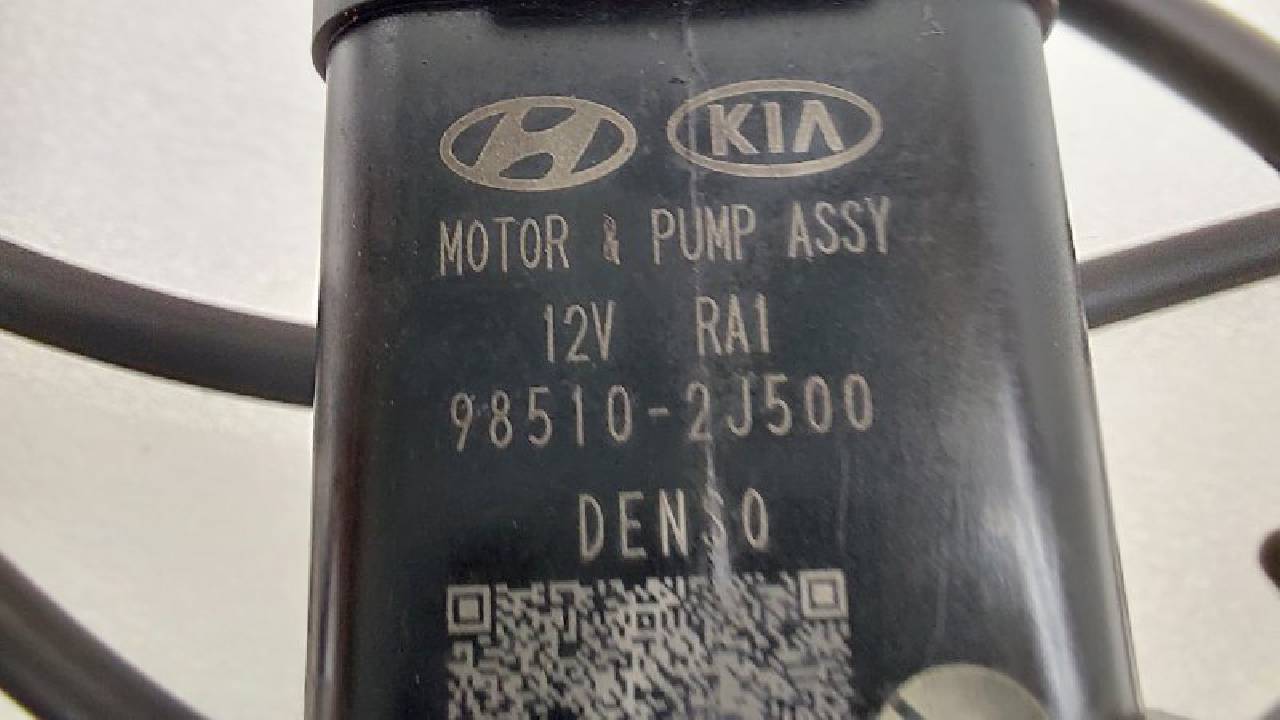 KIA
MOTOR & PUMP ASSY
12V RA1
98510-2J500
DENSO